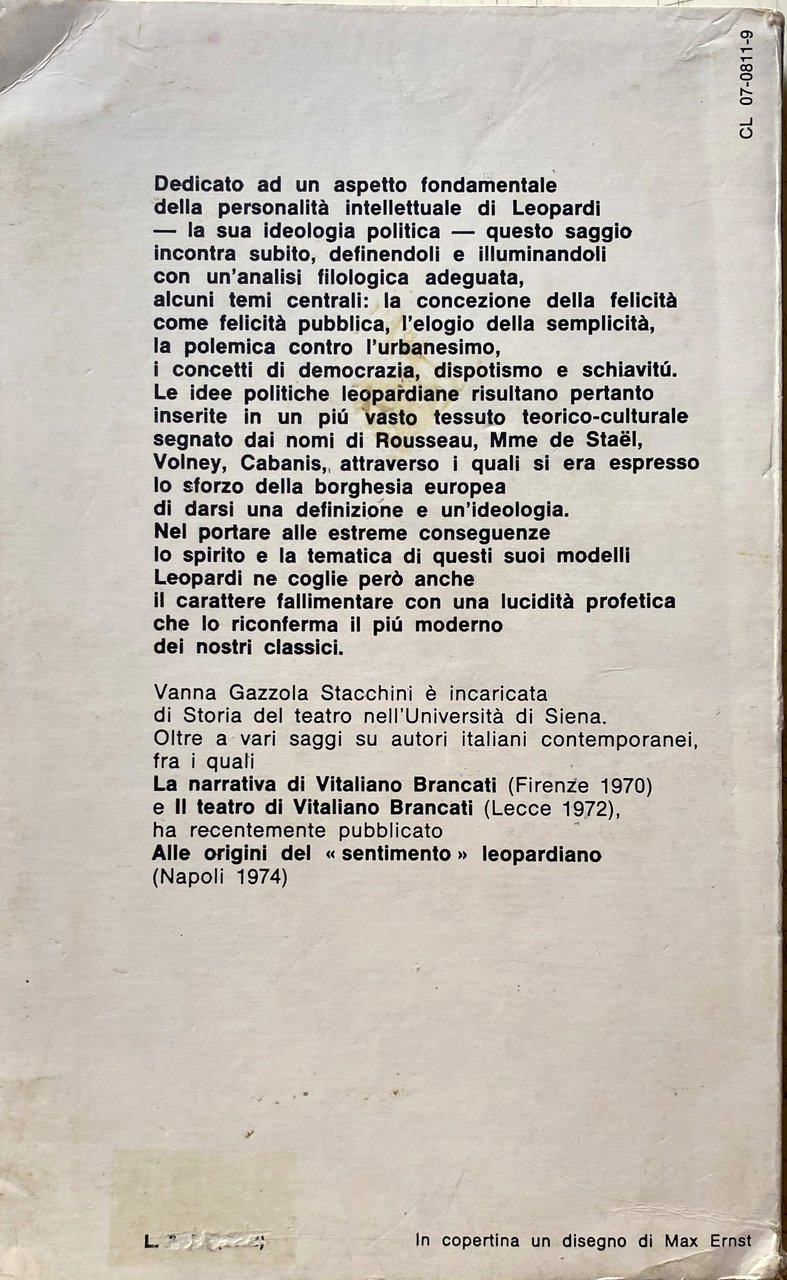 CL 07-0811-9
Dedicato ad un aspetto fondamentale
della personalità intellettuale di Leopardi
— la sua ideologia politica — questo saggio
incontra subito, definendoli e illuminandoli
con un'analisi filologica adeguata,
alcuni temi centrali: la concezione della felicità
come felicità pubblica, l'elogio della semplicità,
la polemica contro l'urbanesimo,
i concetti di democrazia, dispotismo e schiavitú.
Le idee politiche leopardiane risultano pertanto
inserite in un piú vasto tessuto teorico-culturale
segnato dai nomi di Rousseau, Mme de Staël,
Volney, Cabanis, attraverso i quali si era espresso
lo sforzo della borghesia europea
di darsi una definizione e un'ideologia.
Nel portare alle estreme conseguenze
lo spirito e la tematica di questi suoi modelli
Leopardi ne coglie però anche
il carattere fallimentare con una lucidità profetica
che lo riconferma il piú moderno
dei nostri classici.
Vanna Gazzola Stacchini è incaricata
di Storia del teatro nell'Università di Siena.
Oltre a vari saggi su autori italiani contemporanei,
fra i quali
La narrativa di Vitaliano Brancati (Firenze 1970)
e Il teatro di Vitaliano Brancati (Lecce 1972),
ha recentemente pubblicato
Alle origini del « sentimento » leopardiano
(Napoli 1974)
L.
In copertina un disegno di Max Ernst